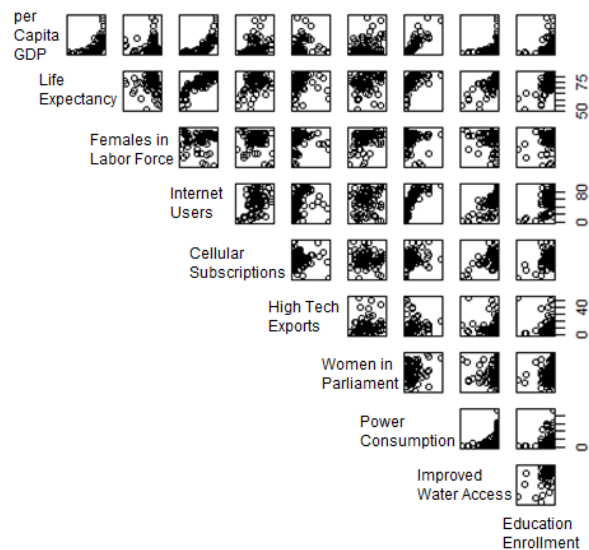 per
Capita
GDP
Life
Expectancy
50 75
Females in
Labor Force
Internet
Users
0 80
Cellular
Subscriptions
High Tech
Exports
0 40
Women in
Parliament
Power
Consumption
0
Improved
Water Access
Education
Enrollment